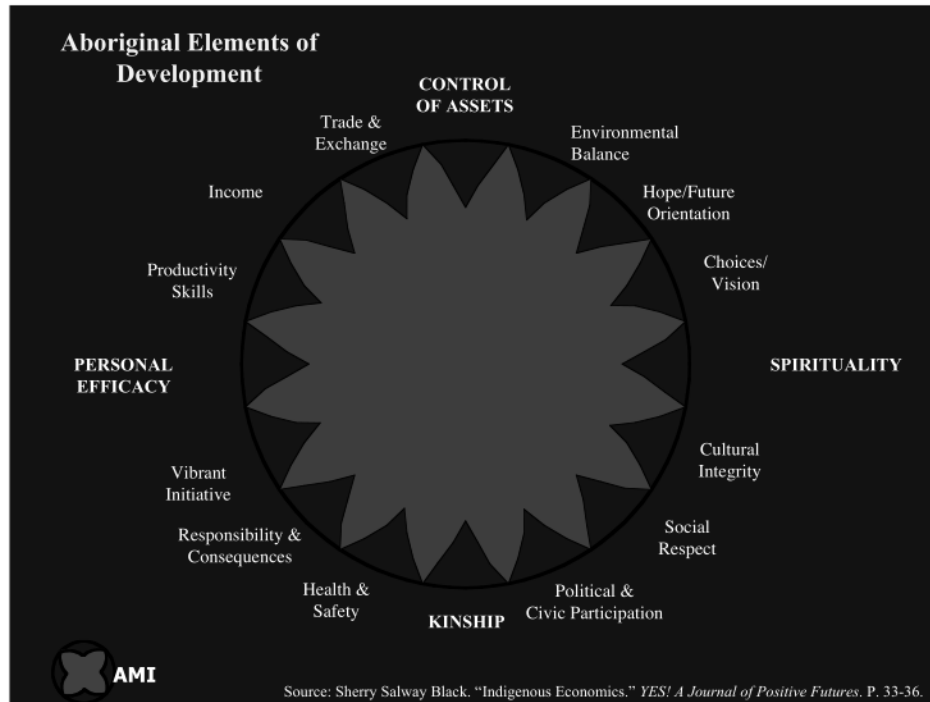 Aboriginal Elements of
Development
CONTROL
OF ASSETS
Trade &
Exchange
Environmental
Balance
Income
Hope/Future
Orientation
Productivity
Skills
Choices/
Vision
PERSONAL
EFFICACY
SPIRITUALITY
Vibrant
Initiative
Cultural
Integrity
Responsibility &
Consequences
Social
Respect
Health &
Safety
Political &
Civic Participation
KINSHIP
AMI
Source: Sherry Salway Black. “Indigenous Economics.” YES! A Journal of Positive Futures. P. 33-36.